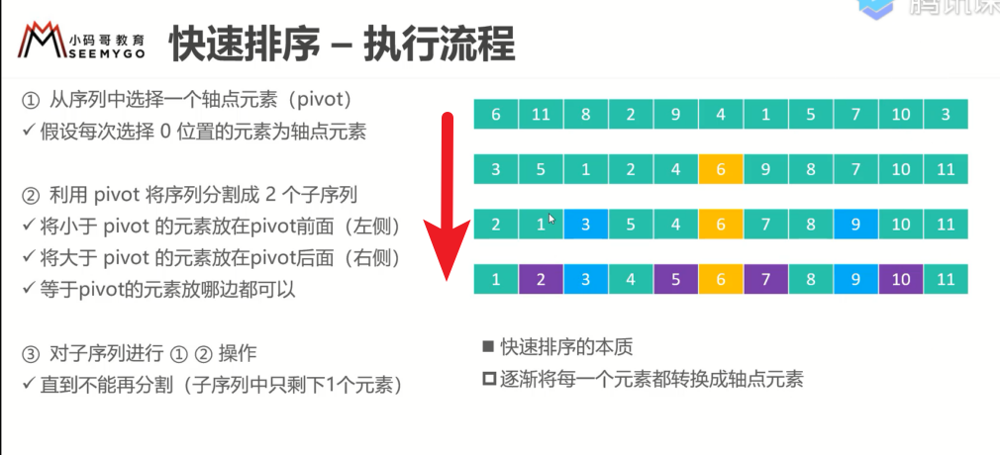 小码哥教育
SEEMYGO
快速排序 – 执行流程
腾讯课
① 从序列中选择一个轴点元素（pivot）
✓ 假设每次选择 0 位置的元素为轴点元素
② 利用 pivot 将序列分割成 2 个子序列
✓ 将小于 pivot 的元素放在pivot前面（左侧）
✓ 将大于 pivot 的元素放在pivot后面（右侧）
✓ 等于pivot的元素放哪边都可以
③ 对子序列进行 ① ② 操作
✓ 直到不能再分割（子序列中只剩下1个元素）
6 11 8 2 9 4 1 5 7 10 3
3 5 1 2 4 6 9 8 7 10 11
2 1 3 5 4 6 7 8 9 10 11
1 2 3 4 5 6 7 8 9 10 11
■ 快速排序的本质
逐渐将每一个元素都转换成轴点元素